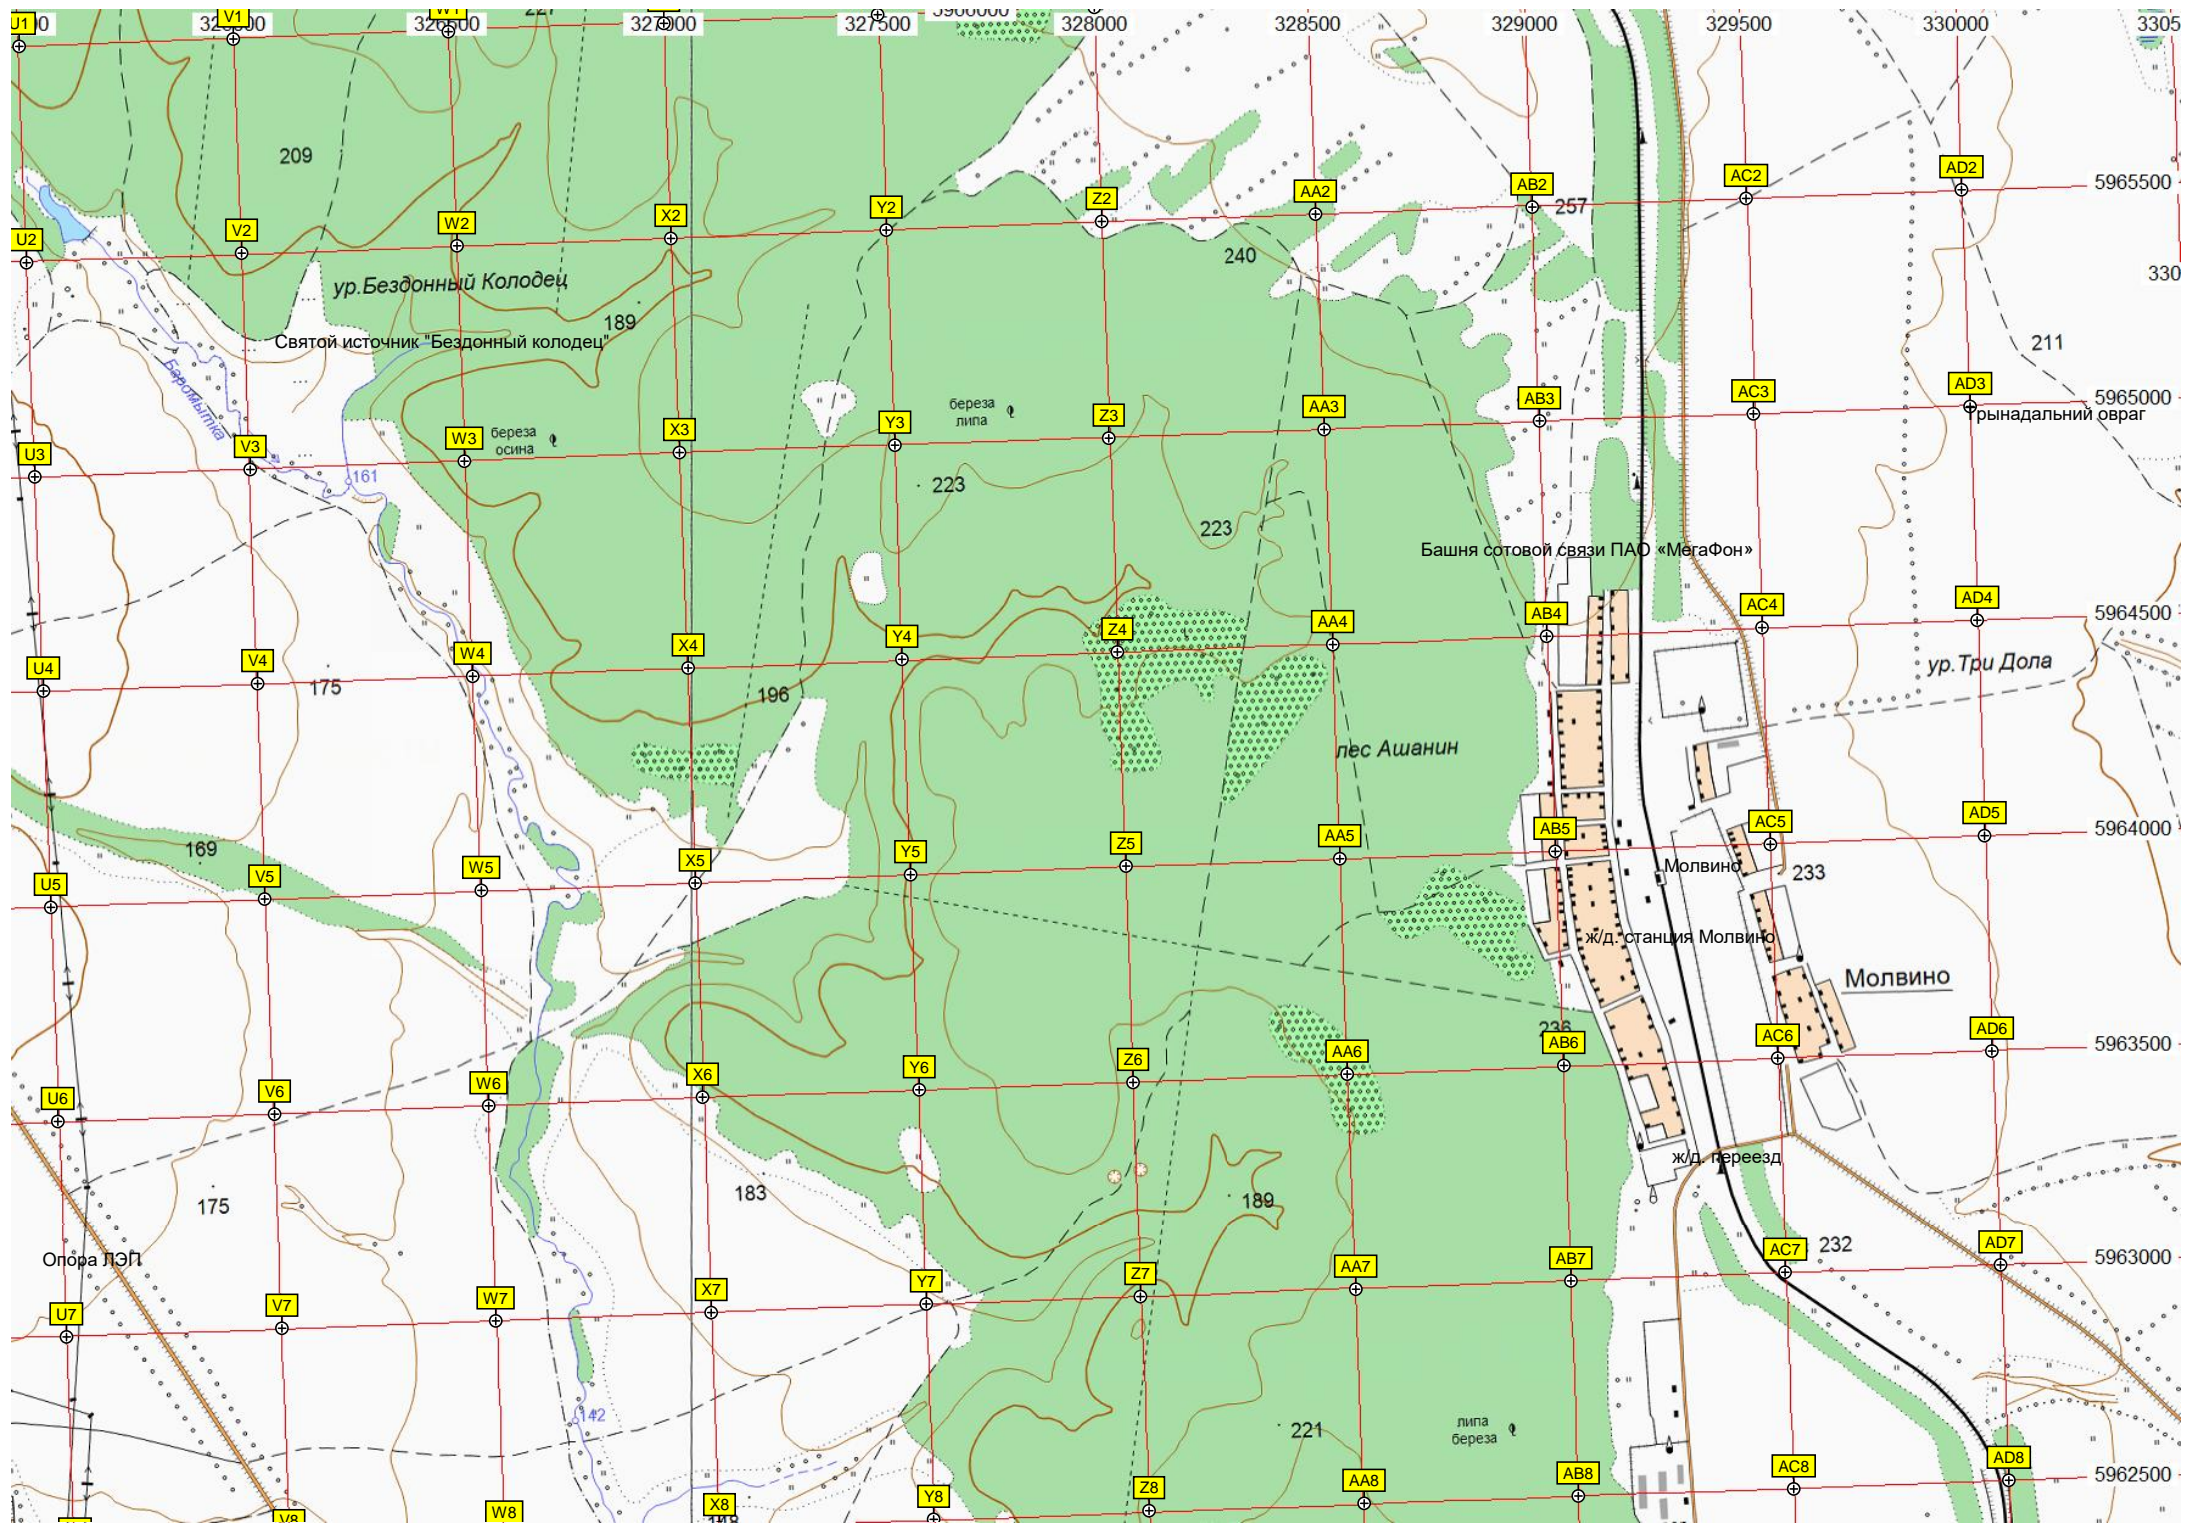 328000 328500 329000 329500 330000 3305
327500
327000
5966000
U1 V1 W1
209
AC2 AD2
5965500
AA2 AB2
Z2
257
Y2
X2
W2
V2
U2
240
330
ур.Бездонный Колодец
189
Святой источник "Бездонный колодец"
211
Баромытка
AD3
5965000
AC3
рынадальний овраг
AB3
AA3
береза
липа
Z3
Y3
X3
W3
береза
осина
V3
U3
161
223
223
Башня сотовой связи ПАО «МегаФон»
AD4
5964500
AC4
AB4
AA4
Z4
Y4
X4
W4
V4
U4
ур.Три Дола
175
196
лес Ашанин
AD5
5964000
AC5
AB5
AA5
Z5
Y5
X5
W5
V5
U5
169
Молвино
233
ж/д. станция Молвино
Молвино
236
AD6
5963500
AC6
AB6
AA6
Z6
Y6
X6
W6
V6
U6
ж/д. переезд
183
189
175
232
Опора ЛЭП
AD7
5963000
AC7
AB7
AA7
Z7
Y7
X7
W7
V7
U7
142
221
липа
береза
AD8
5962500
AC8
AB8
AA8
Z8
Y8
X8
W8
V8